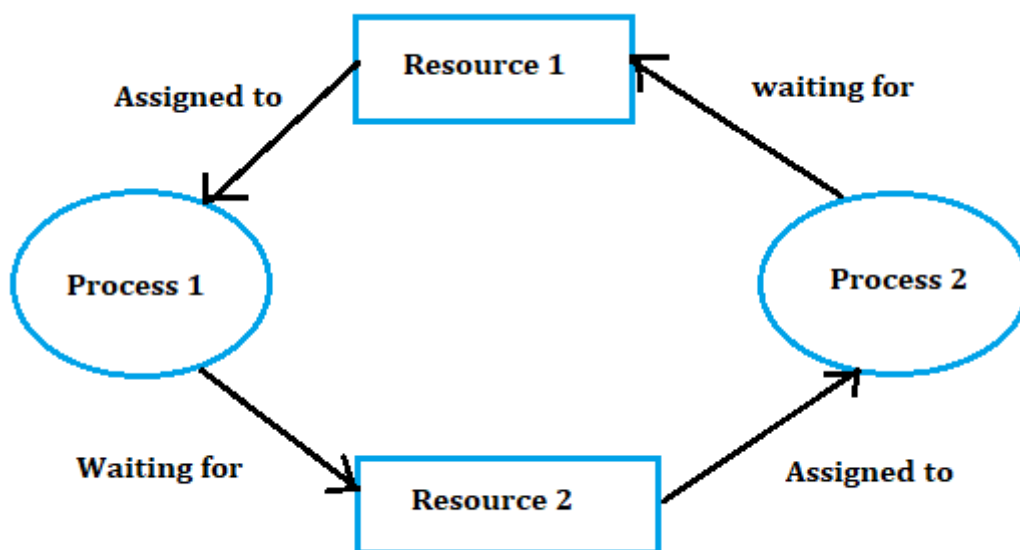 Resource 1
Assigned to
waiting for
Process 1
Process 2
Waiting for
Resource 2
Assigned to